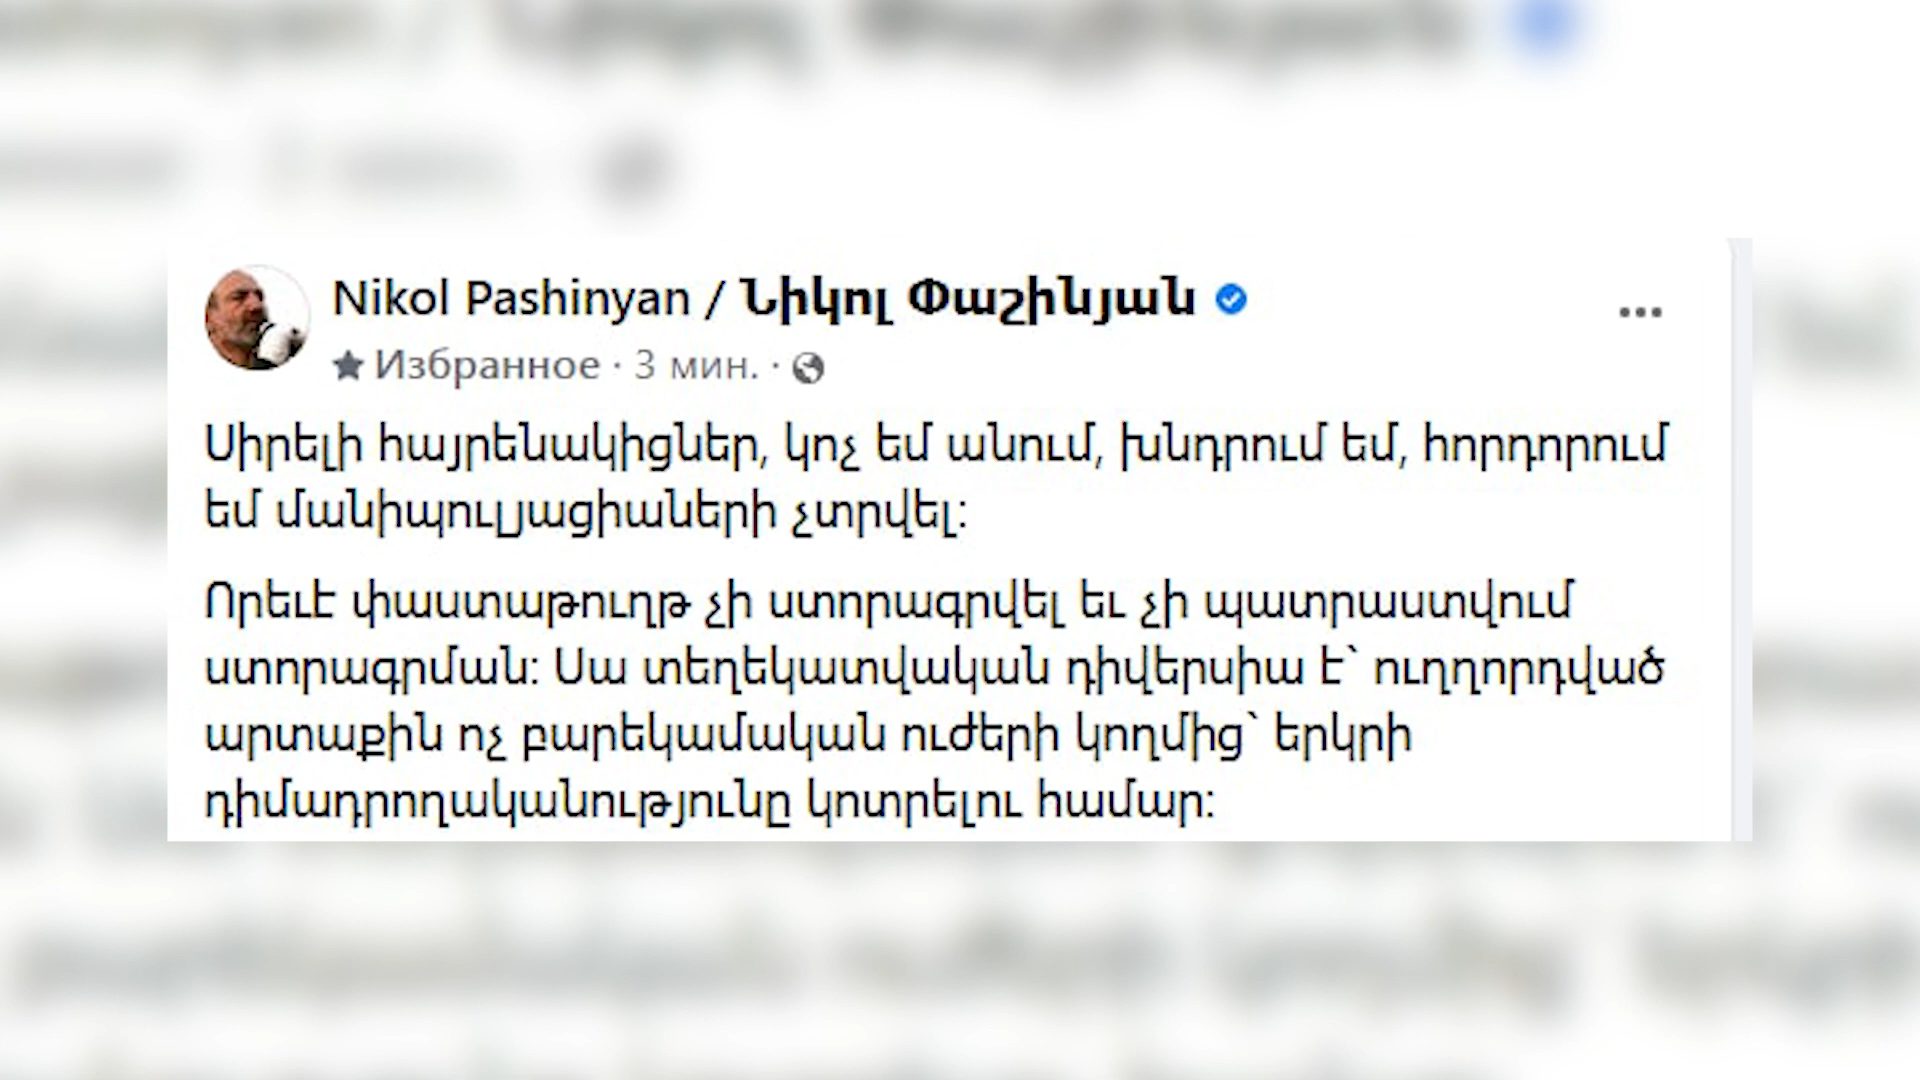 Nikol Pashinyan / Նիկոլ Փաշինյան
Избранное · 3 мин. ·
Սիրելի հայրենակիցներ, կոչ եմ անում, խնդրում եմ, հորդորում
եմ մանիպուլյացիաների չտրվել:
Որեւէ փաստաթուղթ չի ստորագրվել եւ չի պատրաստվում
ստորագրման: Սա տեղեկատվական դիվերսիա է` ուղղորդված
արտաքին ոչ բարեկամական ուժերի կողմից` երկրի
դիմադրողականությունը կոտրելու համար: